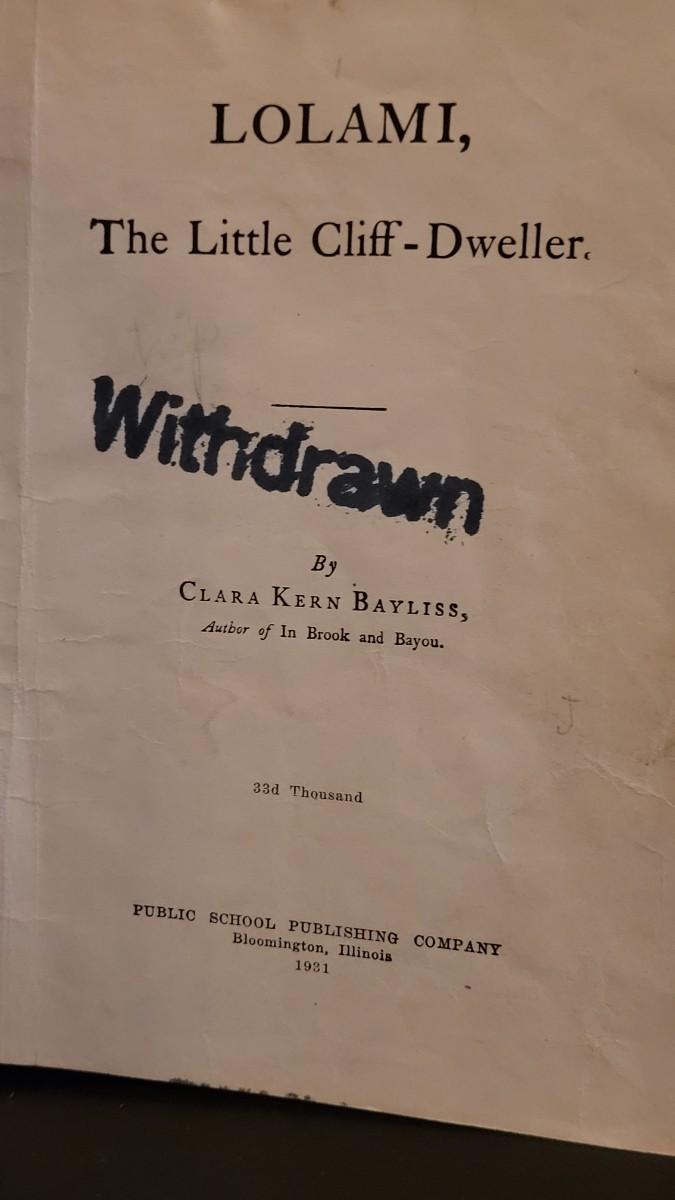 LOLAMI,
The Little Cliff-Dweller.
Withdrawn
By
CLARA KERN BAYLISS,
Author of In Brook and Bayou.
J
33d Thousand
PUBLIC SCHOOL PUBLISHING COMPANY
Bloomington, Illinois
1931